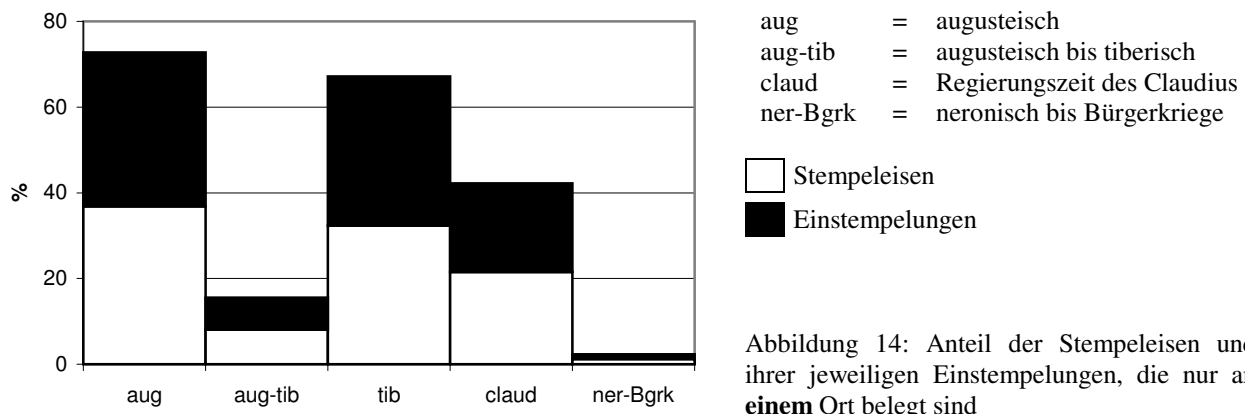 80
60
40
20
0
%
aug
aug-tib
tib
claud
ner-Bgrk
aug = augusteisch
aug-tib = augusteisch bis tiberisch
claud = Regierungszeit des Claudius
ner-Bgrk = neronisch bis Bürgerkriege
Stempeleisen
Einstempelungen
Abbildung 14: Anteil der Stempeleisen und
ihrer jeweiligen Einstempelungen, die nur an
einem Ort belegt sind